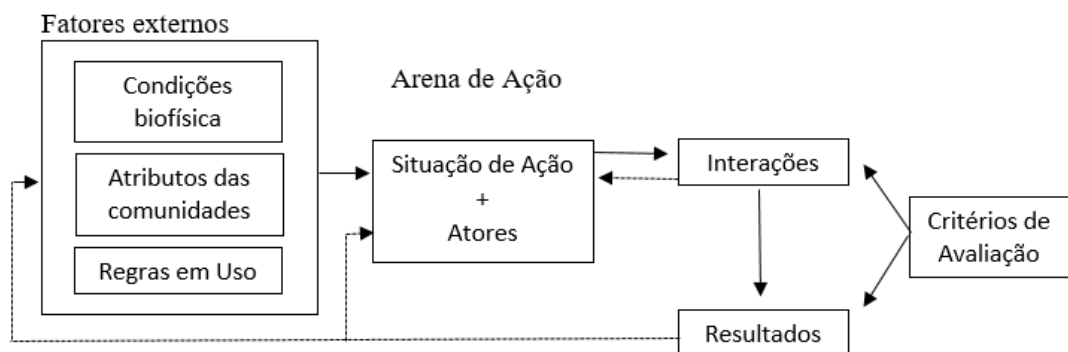 Fatores externos
Condições
biofísica
Atributos das
comunidades
Regras em Uso
Arena de Ação
Situação de Ação
+
Atores
Interações
Resultados
Critérios de
Avaliação